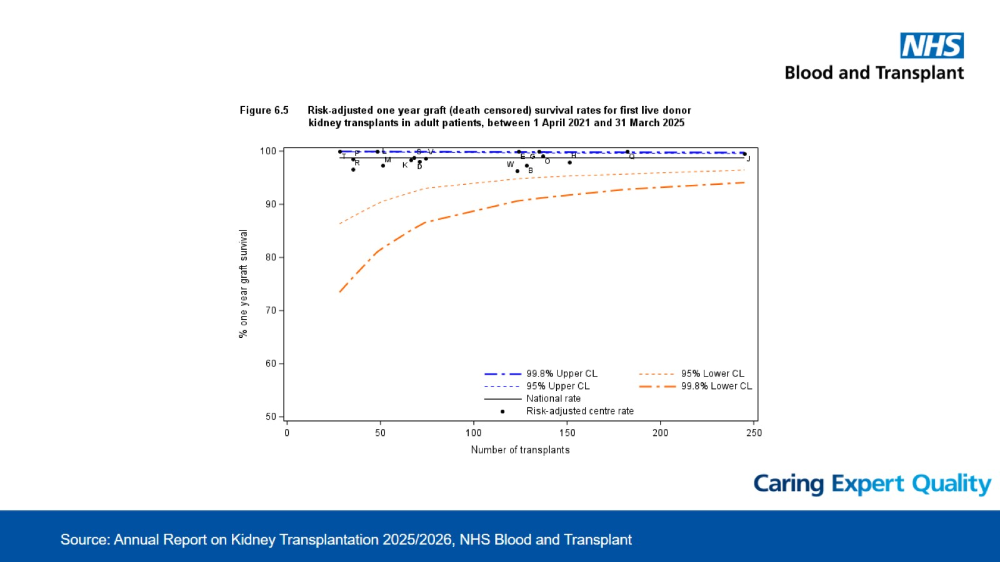 NHS
Blood and Transplant
Figure 6.5 Risk-adjusted one year graft (death censored) survival rates for first live donor
kidney transplants in adult patients, between 1 April 2021 and 31 March 2025
100
90
80
70
60
50
% one year graft survival
T P L S V E G H Q J
R M K D W B O
99.8% Upper CL 95% Lower CL
95% Upper CL 99.8% Lower CL
National rate
Risk-adjusted centre rate
0 50 100 150 200 250
Number of transplants
Caring Expert Quality
Source: Annual Report on Kidney Transplantation 2025/2026, NHS Blood and Transplant